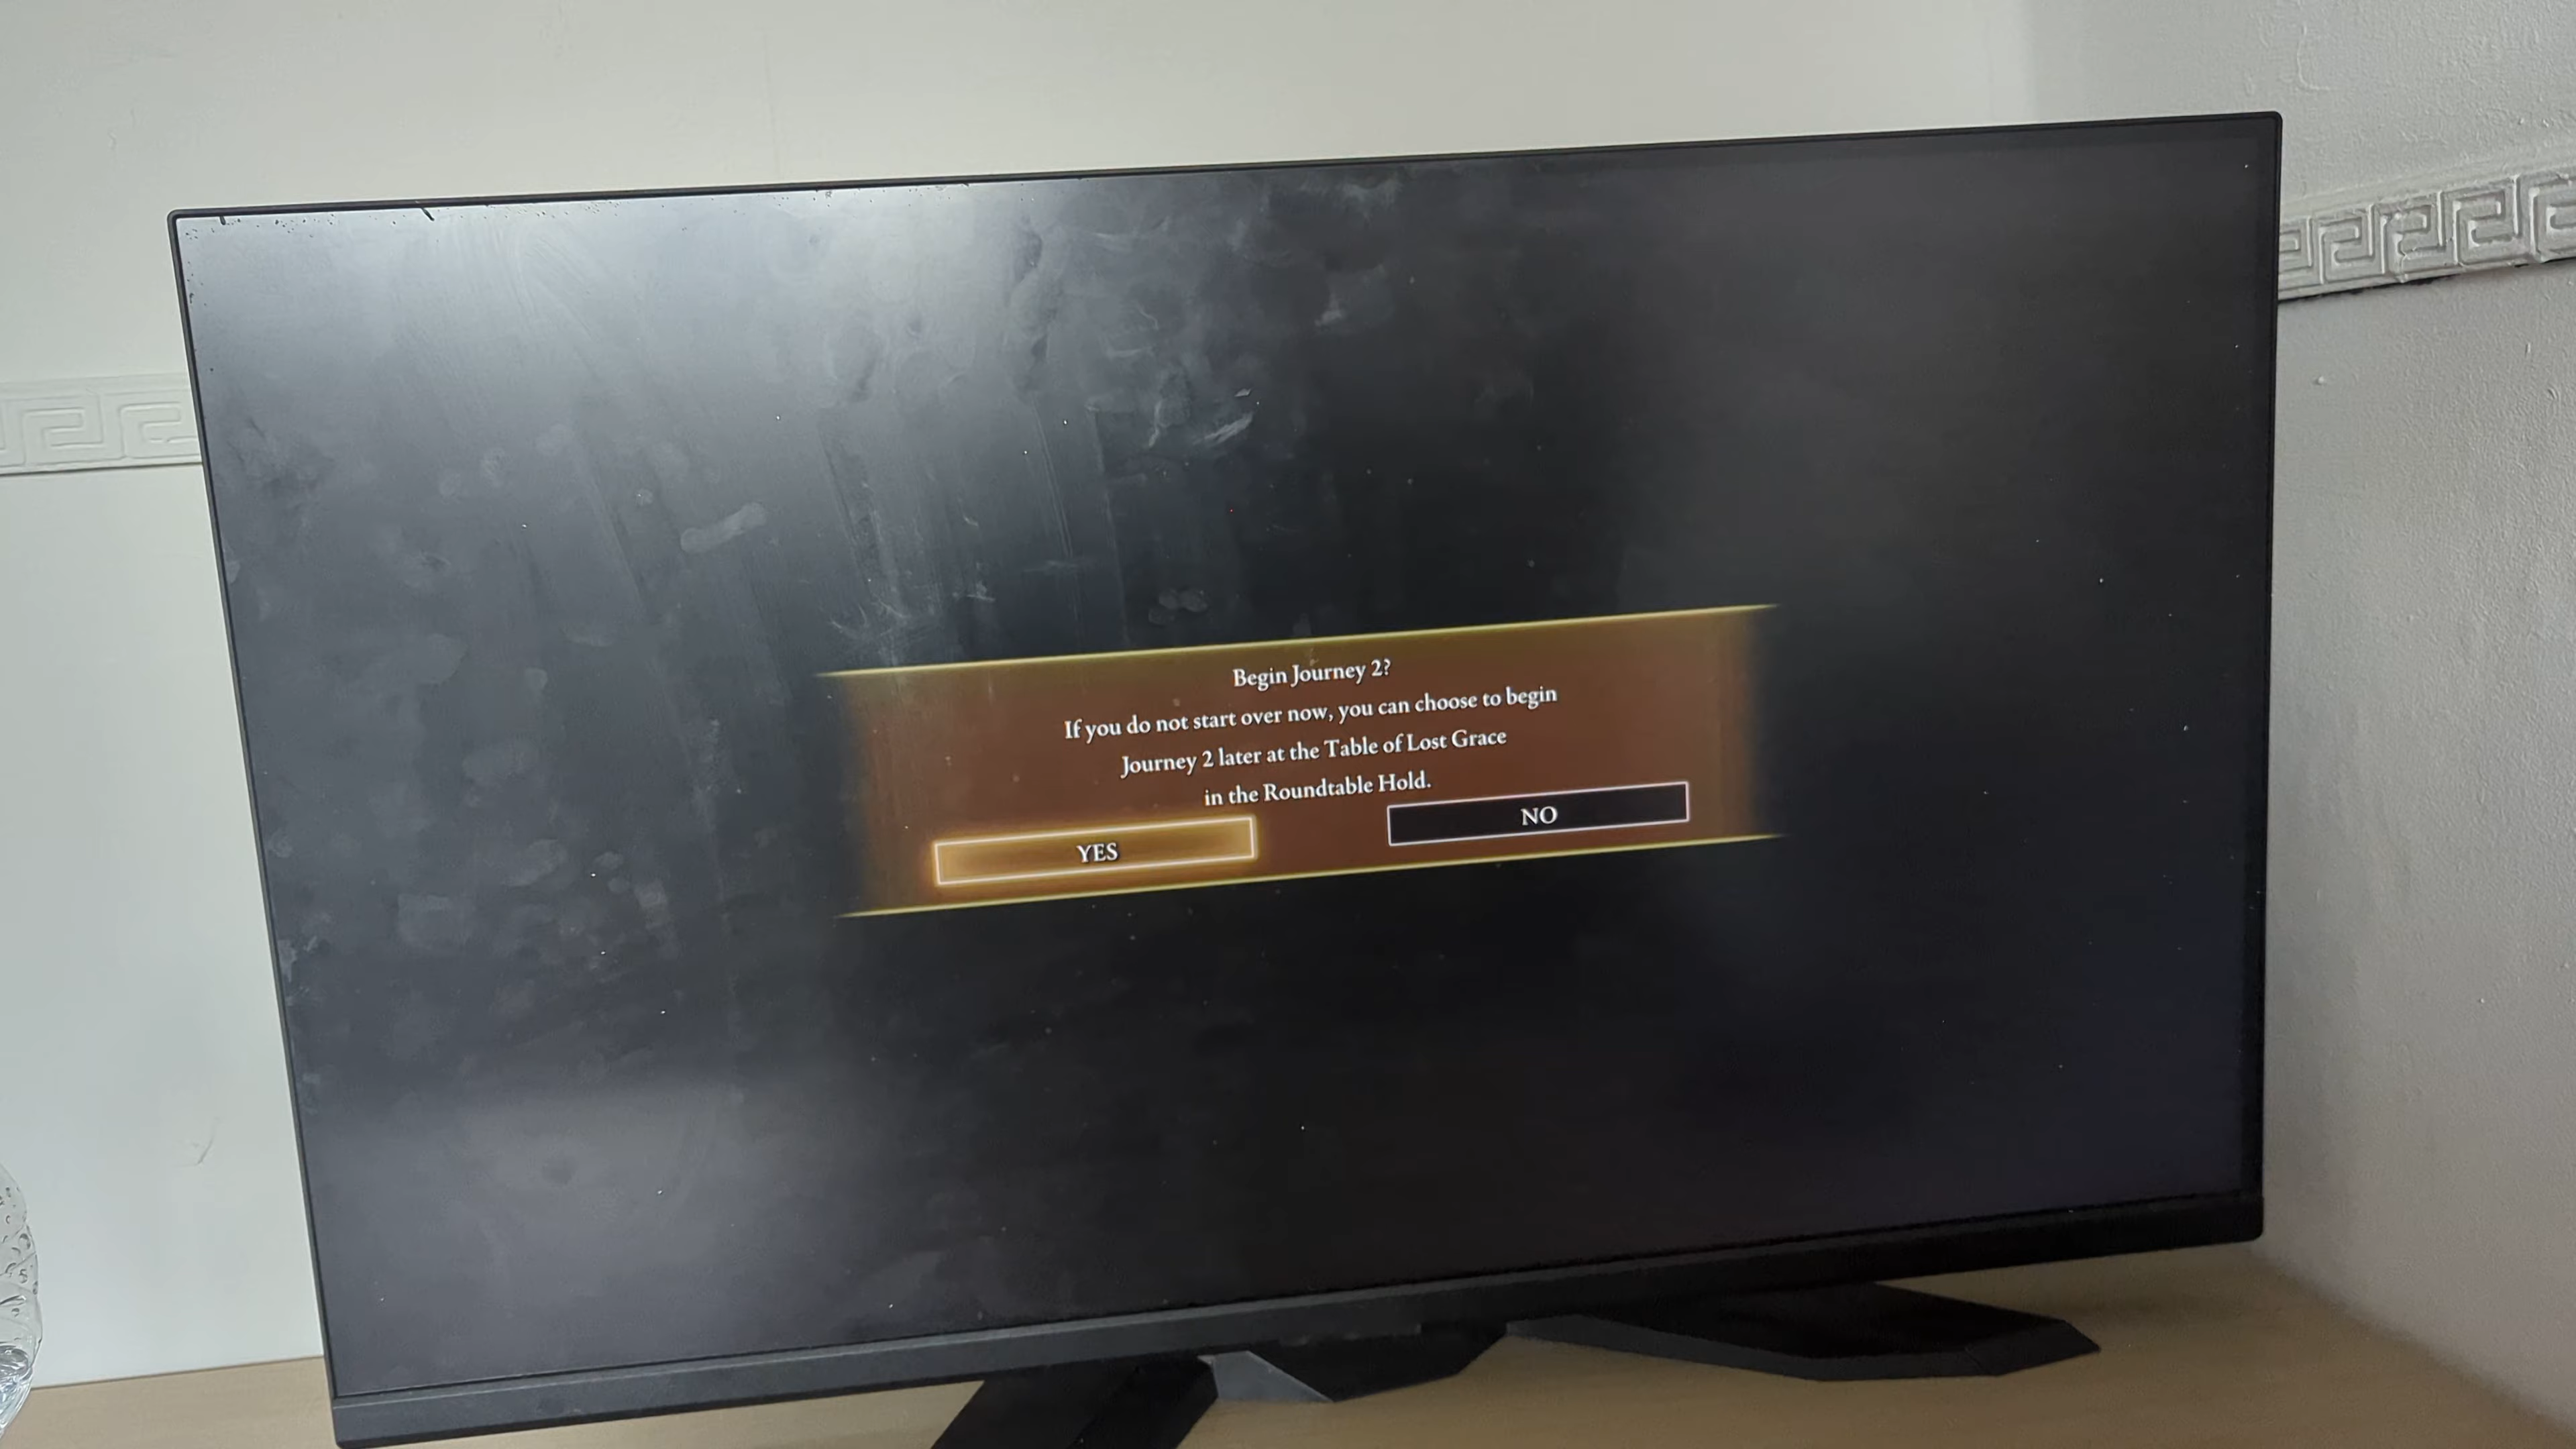 Begin Journey 2?
If you do not start over now, you can choose to begin
Journey 2 later at the Table of Lost Grace
in the Roundtable Hold.
YES
NO